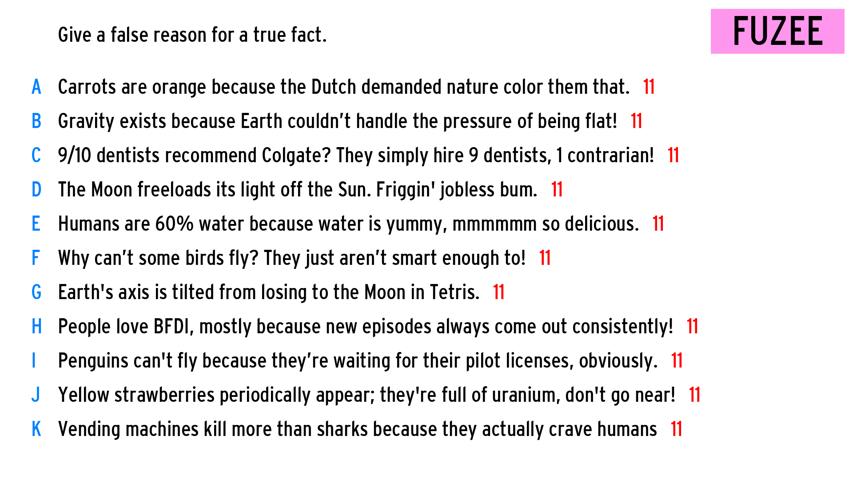 Give a false reason for a true fact.
FUZEE
A Carrots are orange because the Dutch demanded nature color them that. 11
B Gravity exists because Earth couldn’t handle the pressure of being flat! 11
C 9/10 dentists recommend Colgate? They simply hire 9 dentists, 1 contrarian! 11
D The Moon freeloads its light off the Sun. Friggin' jobless bum. 11
E Humans are 60% water because water is yummy, mmmmmm so delicious. 11
F Why can’t some birds fly? They just aren’t smart enough to! 11
G Earth's axis is tilted from losing to the Moon in Tetris. 11
H People love BFDI, mostly because new episodes always come out consistently! 11
I Penguins can't fly because they’re waiting for their pilot licenses, obviously. 11
J Yellow strawberries periodically appear; they're full of uranium, don't go near! 11
K Vending machines kill more than sharks because they actually crave humans 11